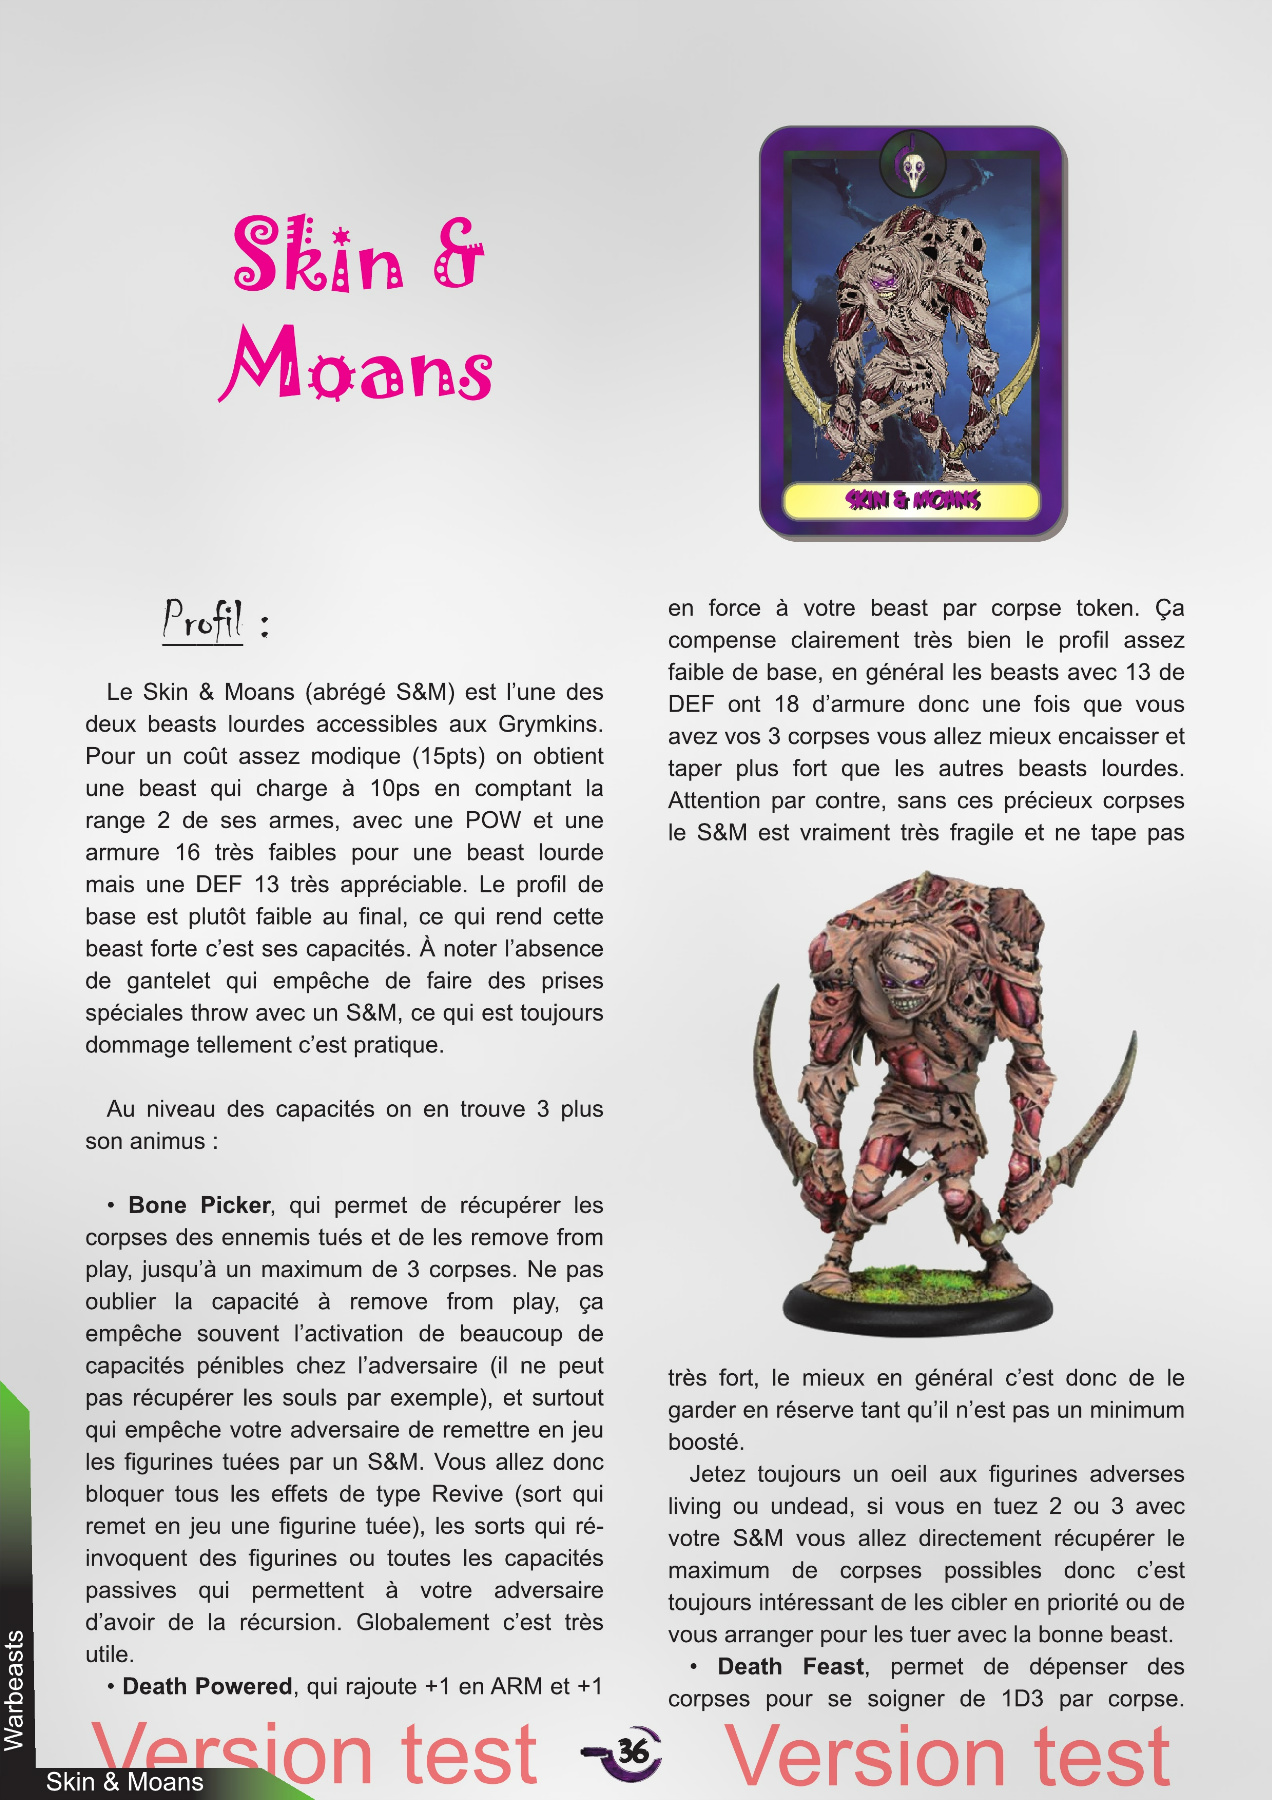 Skin &
Moans
SKIN & MOANS
Profil :
Le Skin & Moans (abrégé S&M) est l’une des
deux beasts lourdes accessibles aux Grymkins.
Pour un coût assez modique (15pts) on obtient
une beast qui charge à 10ps en comptant la
range 2 de ses armes, avec une POW et une
armure 16 très faibles pour une beast lourde
mais une DEF 13 très appréciable. Le profil de
base est plutôt faible au final, ce qui rend cette
beast forte c’est ses capacités. À noter l’absence
de gantelet qui empêche de faire des prises
spéciales throw avec un S&M, ce qui est toujours
dommage tellement c’est pratique.
Au niveau des capacités on en trouve 3 plus
son animus :
• Bone Picker, qui permet de récupérer les
corpses des ennemis tués et de les remove from
play, jusqu’à un maximum de 3 corpses. Ne pas
oublier la capacité à remove from play, ça
empêche souvent l’activation de beaucoup de
capacités pénibles chez l’adversaire (il ne peut
pas récupérer les souls par exemple), et surtout
qui empêche votre adversaire de remettre en jeu
les figurines tuées par un S&M. Vous allez donc
bloquer tous les effets de type Revive (sort qui
remet en jeu une figurine tuée), les sorts qui ré-
invoquent des figurines ou toutes les capacités
passives qui permettent à votre adversaire
d’avoir de la récursion. Globalement c’est très
utile.
• Death Powered, qui rajoute +1 en ARM et +1
en force à votre beast par corpse token. Ça
compense clairement très bien le profil assez
faible de base, en général les beasts avec 13 de
DEF ont 18 d’armure donc une fois que vous
avez vos 3 corpses vous allez mieux encaisser et
taper plus fort que les autres beasts lourdes.
Attention par contre, sans ces précieux corpses
le S&M est vraiment très fragile et ne tape pas
très fort, le mieux en général c’est donc de le
garder en réserve tant qu’il n’est pas un minimum
boosté.
Jetez toujours un oeil aux figurines adverses
living ou undead, si vous en tuez 2 ou 3 avec
votre S&M vous allez directement récupérer le
maximum de corpses possibles donc c’est
toujours intéressant de les cibler en priorité ou de
vous arranger pour les tuer avec la bonne beast.
• Death Feast, permet de dépenser des
corpses pour se soigner de 1D3 par corpse.
Warbeasts
Skin & Moans
Version test
36
Version test